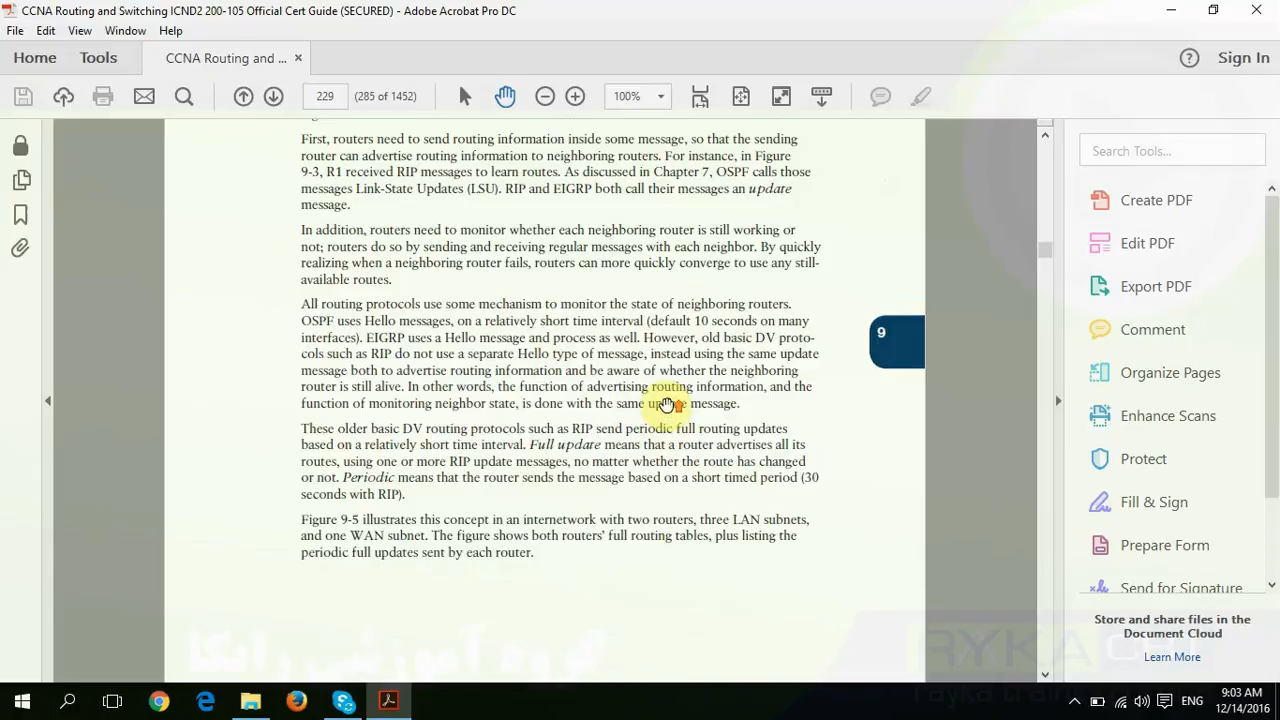 CCNA Routing and Switching ICND2 200-105 Official Cert Guide (SECURED) - Adobe Acrobat Pro DC
File Edit View Window Help
Home Tools CCNA Routing and ... × Sign In
229 (285 of 1452) 100%
First, routers need to send routing information inside some message, so that the sending
router can advertise routing information to neighboring routers. For instance, in Figure
9-3, R1 received RIP messages to learn routes. As discussed in Chapter 7, OSPF calls those
messages Link-State Updates (LSU). RIP and EIGRP both call their messages an update
message.
In addition, routers need to monitor whether each neighboring router is still working or
not; routers do so by sending and receiving regular messages with each neighbor. By quickly
realizing when a neighboring router fails, routers can more quickly converge to use any still-
available routes.
All routing protocols use some mechanism to monitor the state of neighboring routers.
OSPF uses Hello messages, on a relatively short time interval (default 10 seconds on many
interfaces). EIGRP uses a Hello message and process as well. However, old basic DV proto-
cols such as RIP do not use a separate Hello type of message, instead using the same update
message both to advertise routing information and be aware of whether the neighboring
router is still alive. In other words, the function of advertising routing information, and the
function of monitoring neighbor state, is done with the same update message.
These older basic DV routing protocols such as RIP send periodic full routing updates
based on a relatively short time interval. Full update means that a router advertises all its
routes, using one or more RIP update messages, no matter whether the route has changed
or not. Periodic means that the router sends the message based on a short timed period (30
seconds with RIP).
Figure 9-5 illustrates this concept in an internetwork with two routers, three LAN subnets,
and one WAN subnet. The figure shows both routers' full routing tables, plus listing the
periodic full updates sent by each router.
9
Search Tools...
Create PDF
Edit PDF
Export PDF
Comment
Organize Pages
Enhance Scans
Protect
Fill & Sign
Prepare Form
Send for Signature
Store and share files in the
Document Cloud
Learn More
گروه آموزشی رایکا
RYKA
rayka train
ENG
9:03 AM
12/14/2016